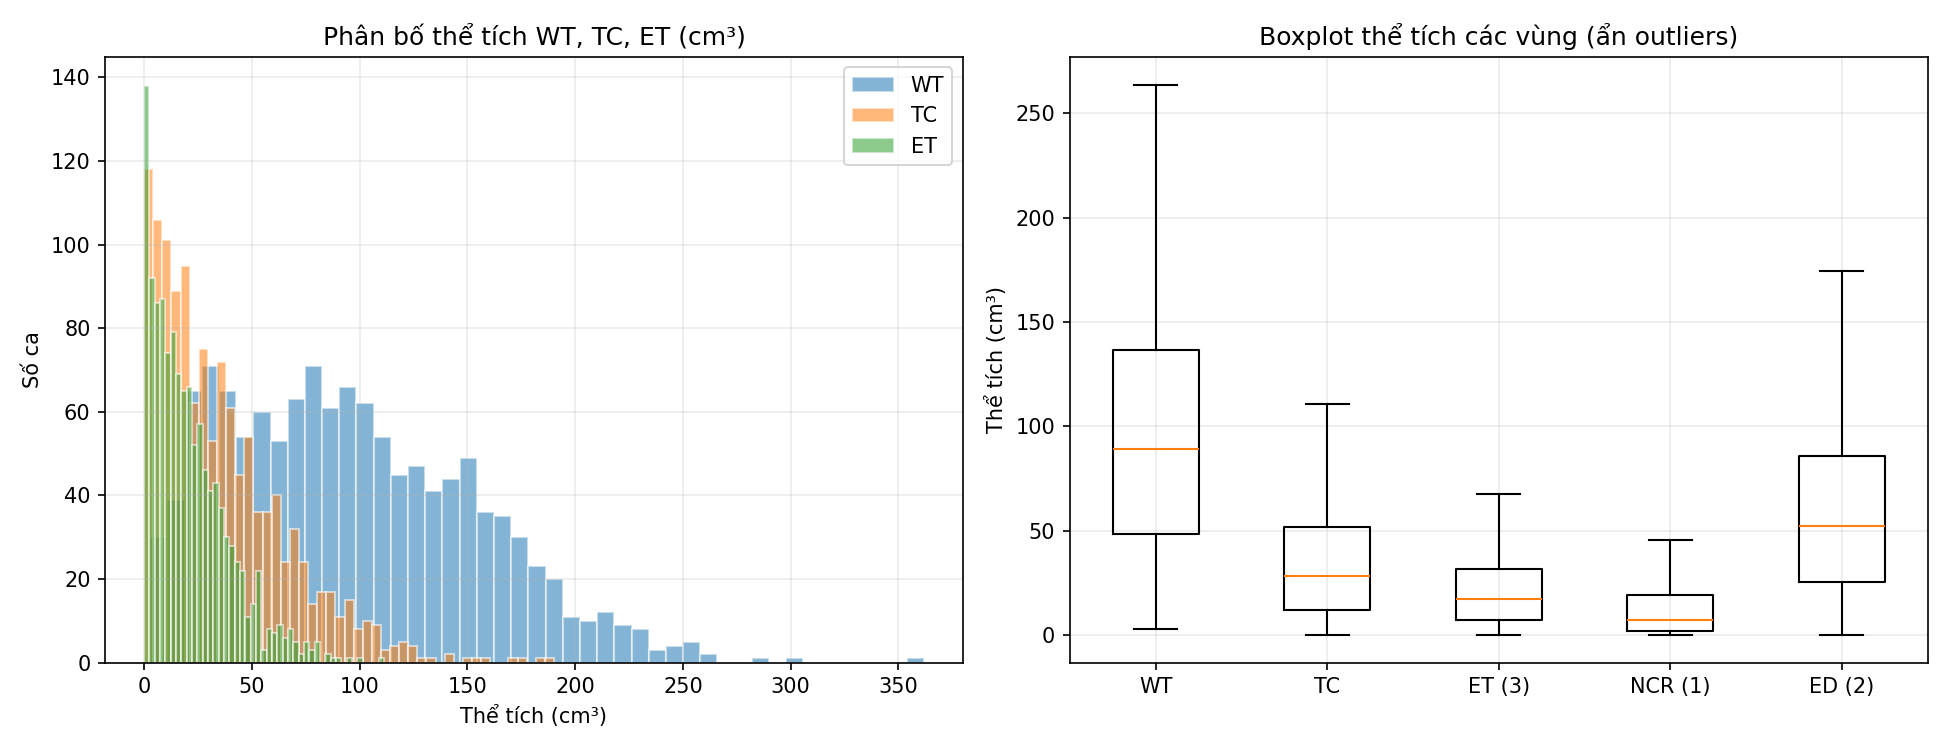 Phân bố thể tích WT, TC, ET (cm³)
WT
TC
ET
Số ca
140
120
100
80
60
40
20
0
0 50 100 150 200 250 300 350
Thể tích (cm³)
Boxplot thể tích các vùng (ẩn outliers)
Thể tích (cm³)
250
200
150
100
50
0
WT TC ET (3) NCR (1) ED (2)